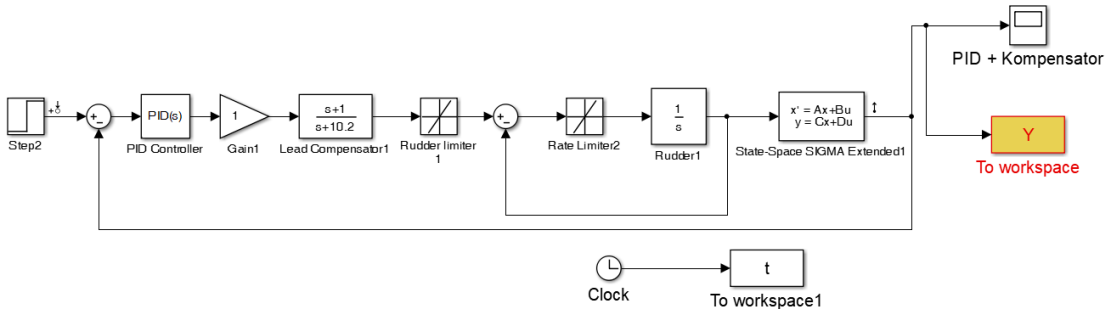 PID + Kompensator
Step2
PID(s)
PID Controller
1
Gain1
s+1
s+10.2
Lead Compensator1
Rudder limiter
1
Rate Limiter2
1
s
Rudder1
x' = Ax+Bu
y = Cx+Du
State-Space SIGMA Extended1
Y
To workspace
Clock
t
To workspace1